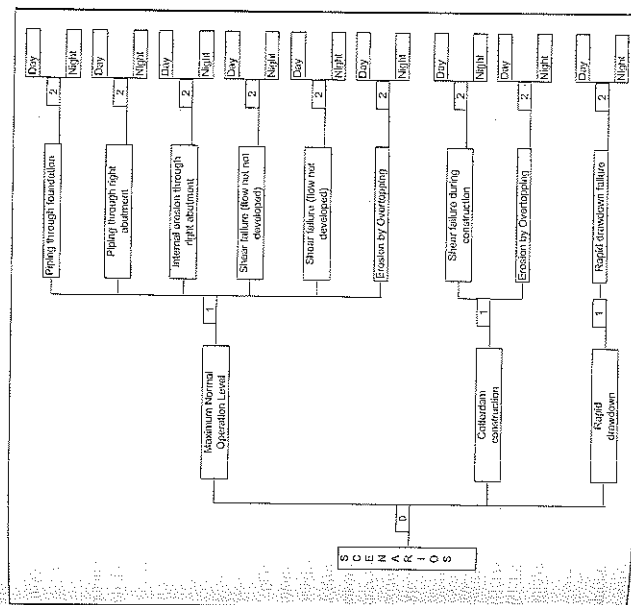 SCENARIOS
0
Maximum Normal
Operation Level
1
Piping through foundation
2
Day
Night
Piping through right
abutment
2
Day
Night
Internal erosion through
right abutment
2
Day
Night
Shear failure (flow not not
developed)
2
Day
Night
Shear failure (flow not
developed)
2
Day
Night
Erosion by Overtopping
2
Day
Night
Cofferdam
construction
1
Shear failure during
construction
2
Day
Night
Erosion by Overtopping
2
Day
Night
Rapid
drawdown
1
Rapid drawdown failure
2
Day
Night